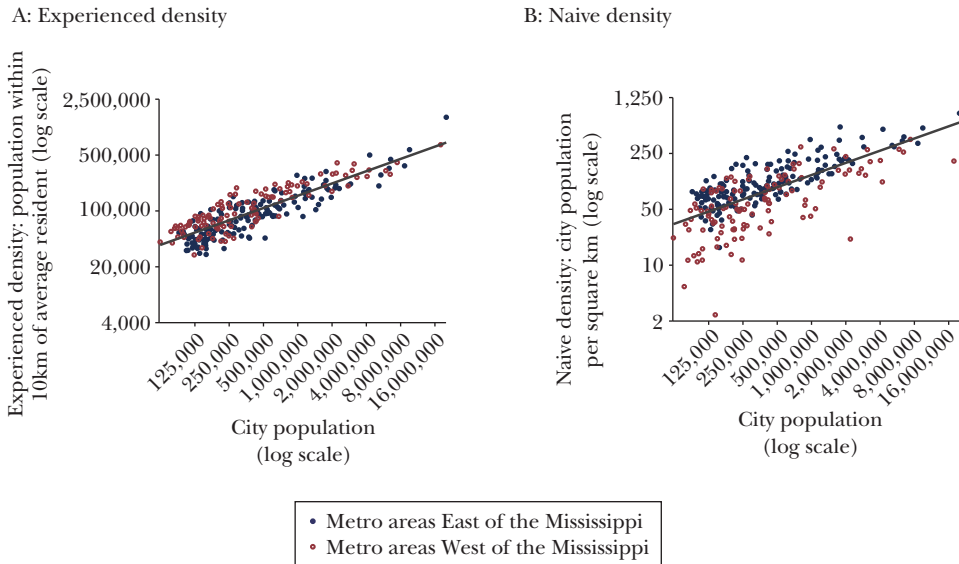 A: Experienced density
B: Naive density
Experienced density: population within
10km of average resident (log scale)
2,500,000
500,000
100,000
20,000
4,000
125,000
250,000
500,000
1,000,000
2,000,000
4,000,000
8,000,000
16,000,000
City population
(log scale)
Naive density: city population
per square km (log scale)
1,250
250
50
10
2
125,000
250,000
500,000
1,000,000
2,000,000
4,000,000
8,000,000
16,000,000
City population
(log scale)
Metro areas East of the Mississippi
Metro areas West of the Mississippi